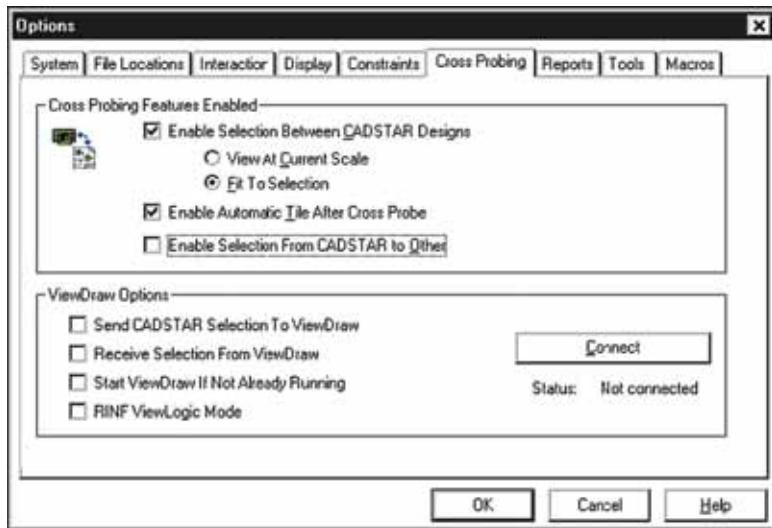 Options
System File Locations Interaction Display Constraints Cross Probing Reports Tools Macros
Cross Probing Features Enabled
Enable Selection Between CADSTAR Designs
View At Current Scale
Fit To Selection
Enable Automatic Tile After Cross Probe
Enable Selection From CADSTAR to Other
ViewDraw Options
Send CADSTAR Selection To ViewDraw
Receive Selection From ViewDraw
Connect
Start ViewDraw If Not Already Running
Status: Not connected
RINF ViewLogic Mode
OK Cancel Help